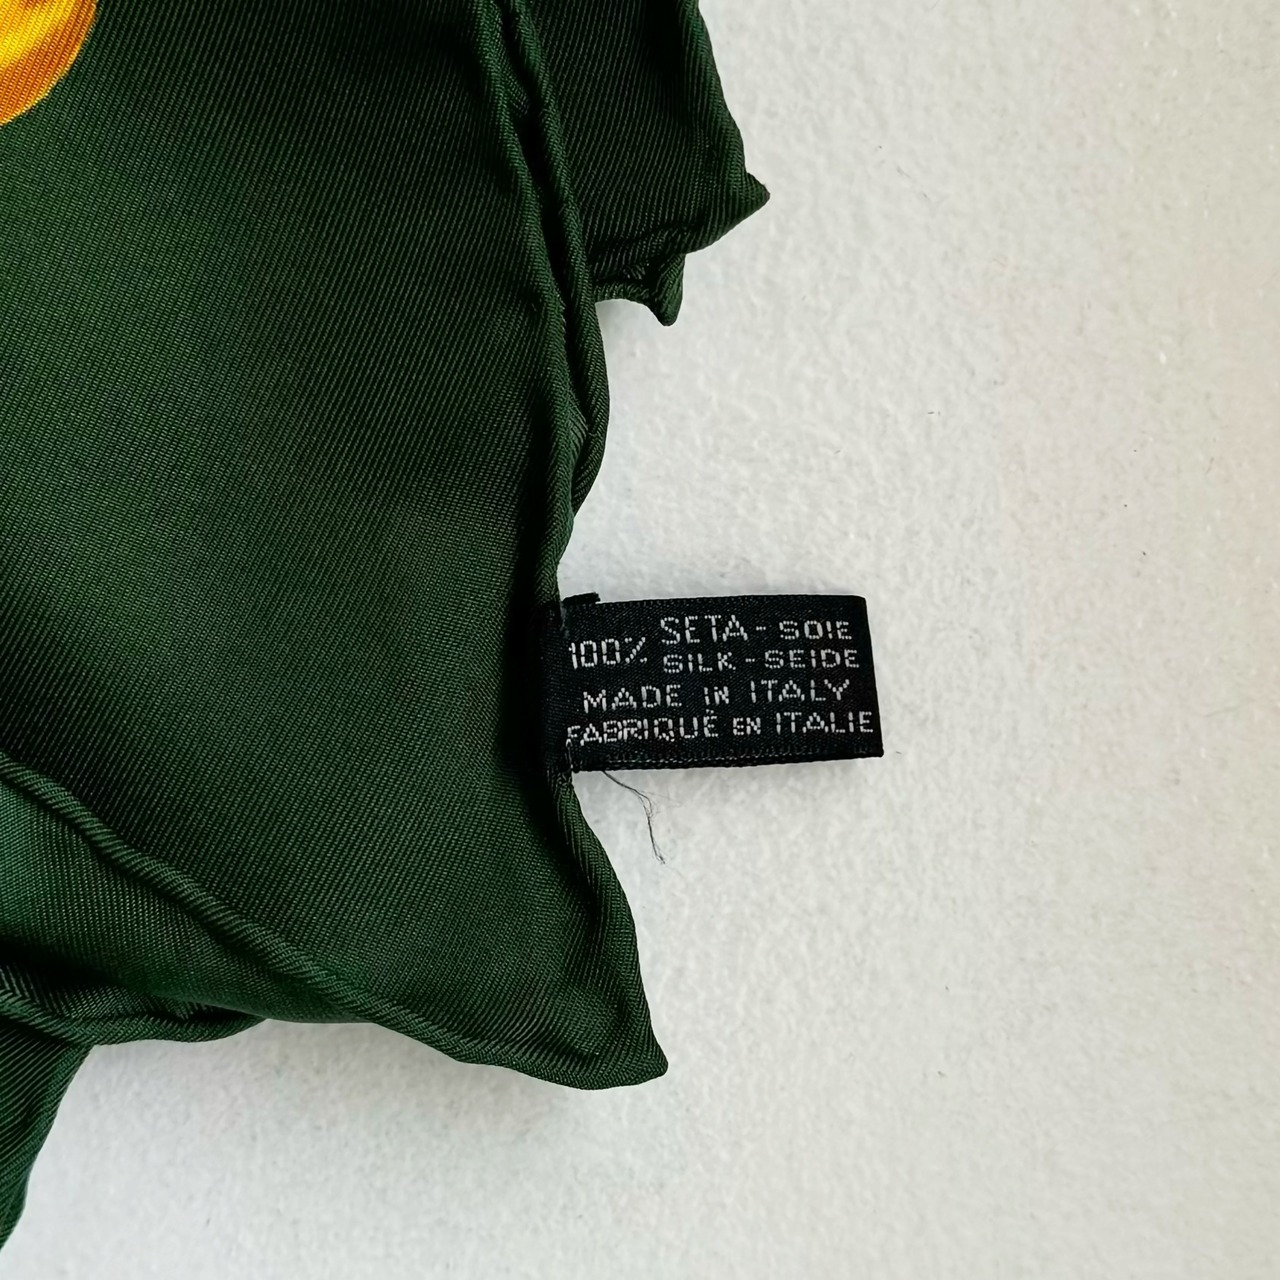 100% SETA - SOIE
SILK - SEIDE
MADE IN ITALY
FABRIQUÉ EN ITALIE